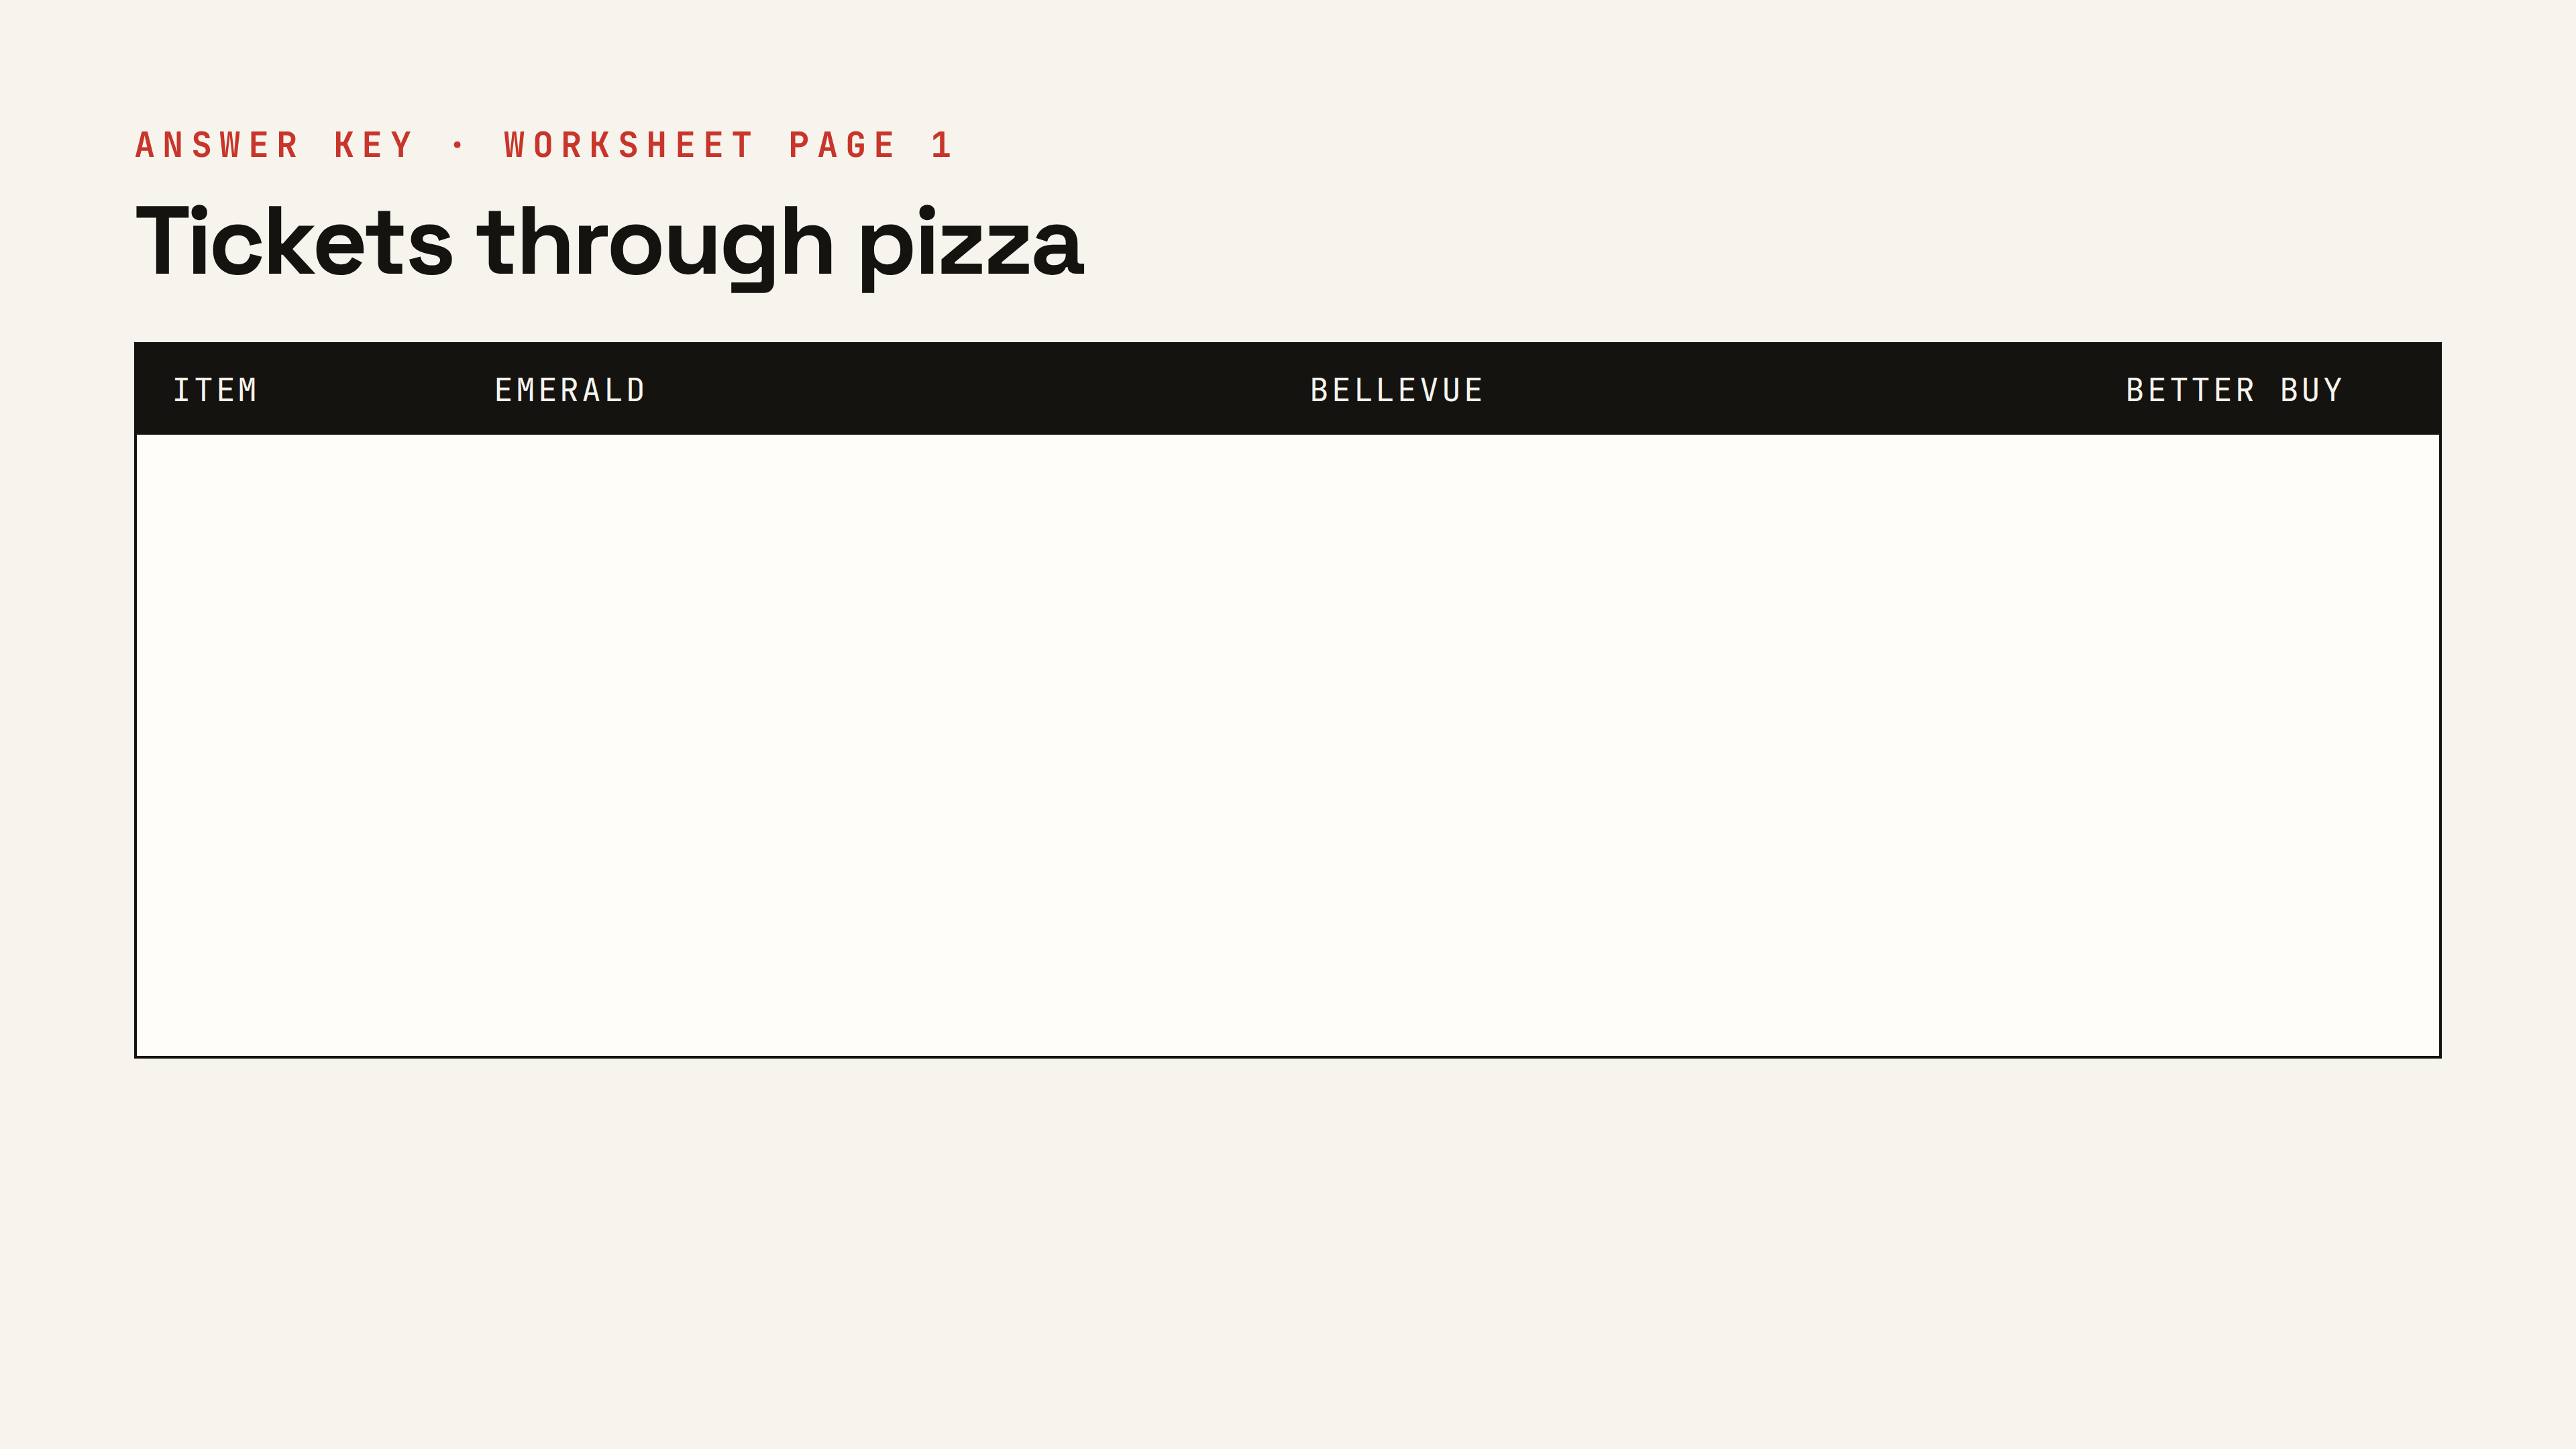 ANSWER KEY · WORKSHEET PAGE 1
Tickets through pizza
ITEM EMERALD BELLEVUE BETTER BUY